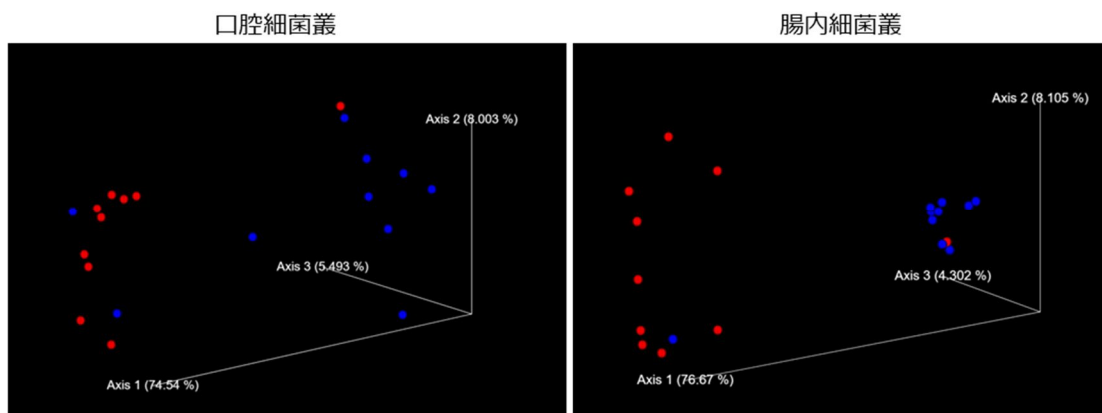 口腔細菌叢
腸内細菌叢
Axis 2 (8.003 %)
Axis 3 (5.493 %)
Axis 1 (74.54 %)
Axis 2 (8.105 %)
Axis 3 (4.302 %)
Axis 1 (76.67 %)